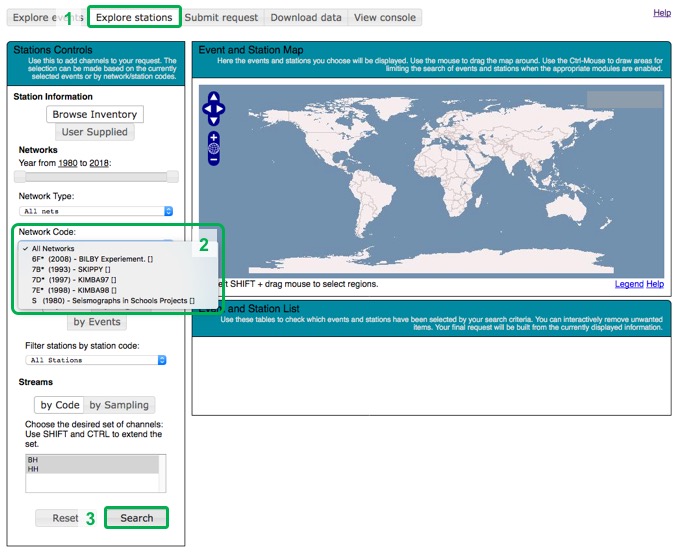 Explore events 1 Explore stations Submit request Download data View console
Help
Stations Controls
Use this to add channels to your request. The
selection can be made based on the currently
selected events or by network/station codes.
Station Information
Browse Inventory
User Supplied
Networks
Year from 1980 to 2018:
Network Type:
All nets
Network Code:
2
✓ All Networks
6F* (2008) - BILBY Experiement. []
7B* (1993) - SKIPPY []
7D* (1997) - KIMBA97 []
7E* (1998) - KIMBA98 []
S (1980) - Seismographs in Schools Projects []
by Events
Filter stations by station code:
All Stations
Streams
by Code by Sampling
Choose the desired set of channels:
Use SHIFT and CTRL to extend the
set.
BH
HH
Reset 3 Search
Event and Station Map
Here the events and stations you choose will be displayed. Use the mouse to drag the map around. Use the Ctrl-Mouse to draw areas for
limiting the search of events and stations when the appropriate modules are enabled.
SHIFT + drag mouse to select regions.
Legend Help
Event and Station List
Use these tables to check which events and stations have been selected by your search criteria. You can interactively remove unwanted
items. Your final request will be built from the currently displayed information.